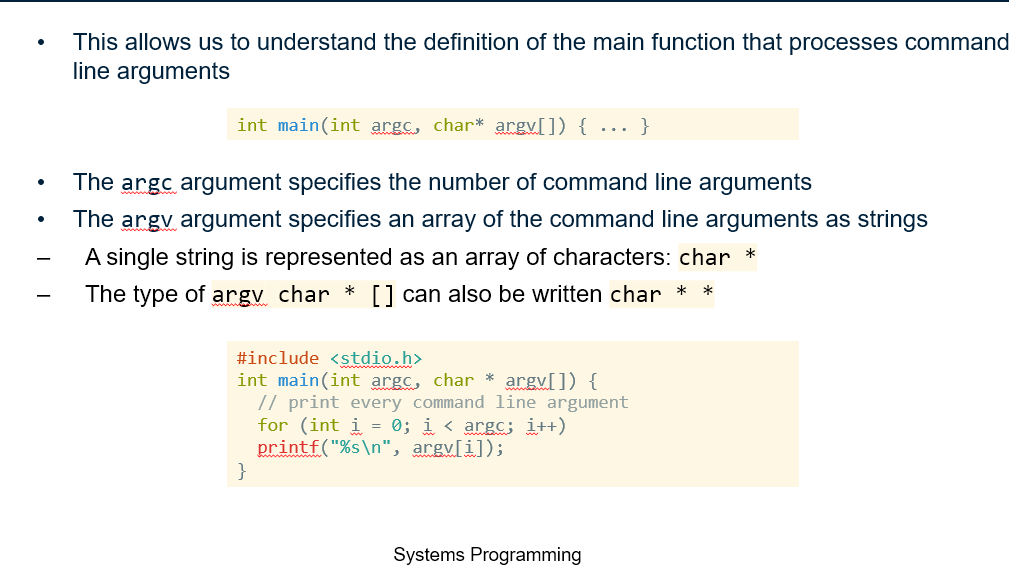 • This allows us to understand the definition of the main function that processes command
line arguments
int main(int argc, char* argv[]) { ... }
• The argc argument specifies the number of command line arguments
• The argv argument specifies an array of the command line arguments as strings
– A single string is represented as an array of characters: char *
– The type of argv char * [] can also be written char * *
#include <stdio.h>
int main(int argc, char * argv[]) {
  // print every command line argument
  for (int i = 0; i < argc; i++)
  printf("%s\n", argv[i]);
}
Systems Programming